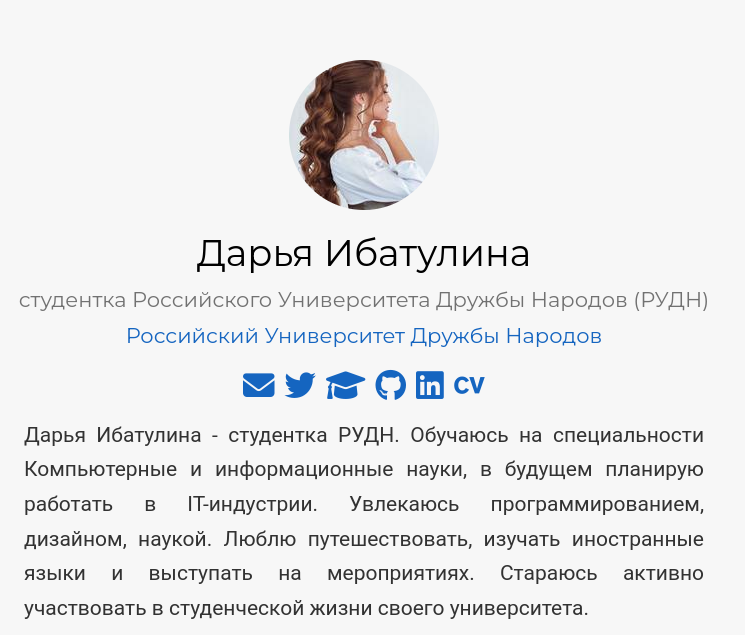 Дарья Ибатулина
студентка Российского Университета Дружбы Народов (РУДН)
Российский Университет Дружбы Народов
CV
Дарья Ибатулина - студентка РУДН. Обучаюсь на специальности
Компьютерные и информационные науки, в будущем планирую
работать в IT-индустрии. Увлекаюсь программированием,
дизайном, наукой. Люблю путешествовать, изучать иностранные
языки и выступать на мероприятиях. Стараюсь активно
участвовать в студенческой жизни своего университета.